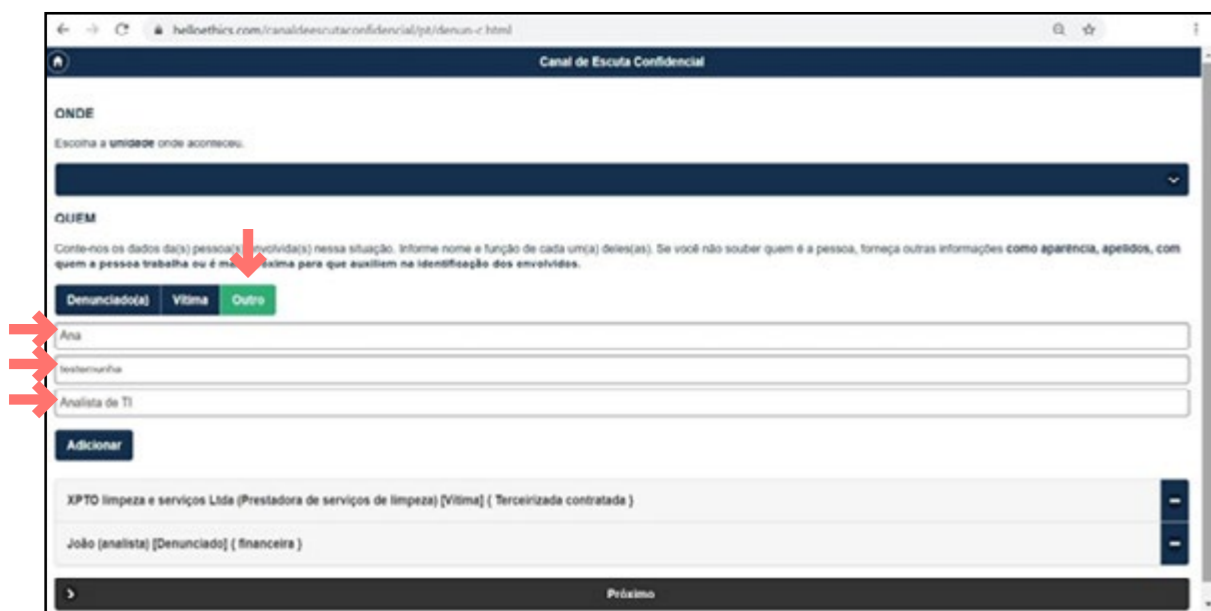 helloethics.com/canaldeescutaconfidencial/pt/denun-c.html
Canal de Escuta Confidencial
ONDE
Escolha a unidade onde aconteceu.
QUEM
Conte-nos os dados da(s) pessoa(s) envolvida(s) nessa situação. Informe nome e função de cada um(a) deles(as). Se você não souber quem é a pessoa, forneça outras informações como aparência, apelidos, com
quem a pessoa trabalha ou é mais próxima para que auxiliem na identificação dos envolvidos.
Denunciado(a) Vítima Outro
Ana
testemunha
Analista de TI
Adicionar
XPTO limpeza e serviços Ltda (Prestadora de serviços de limpeza) [Vítima] { Terceirizada contratada }
João (analista) [Denunciado] { financeira }
Próximo